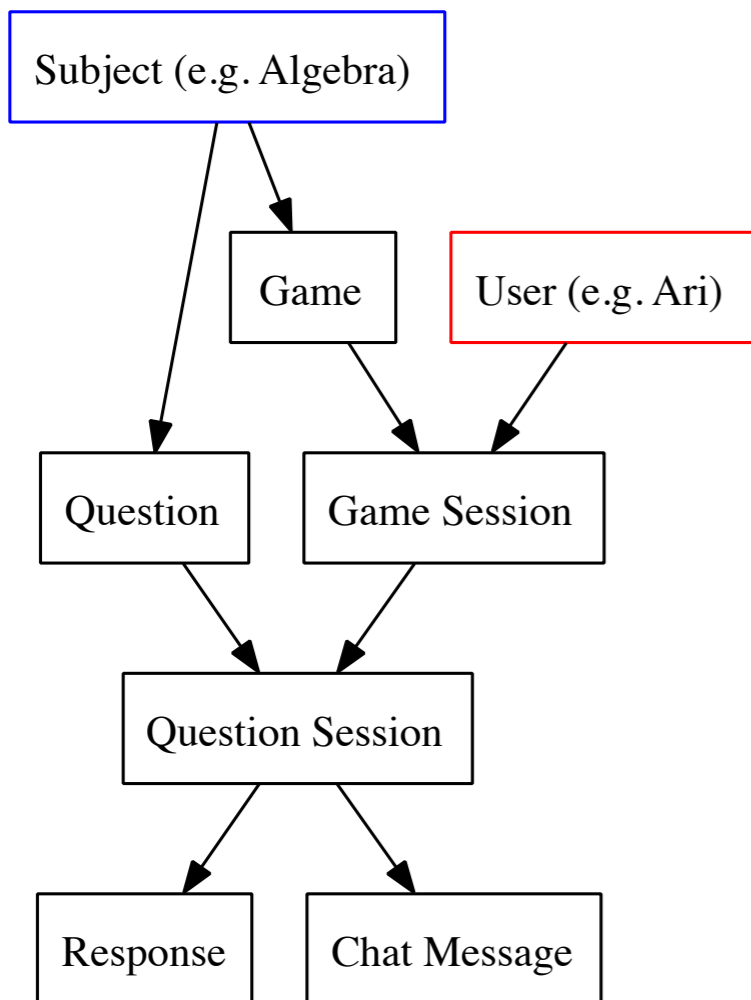 Subject (e.g. Algebra)
Game
User (e.g. Ari)
Question
Game Session
Question Session
Response
Chat Message